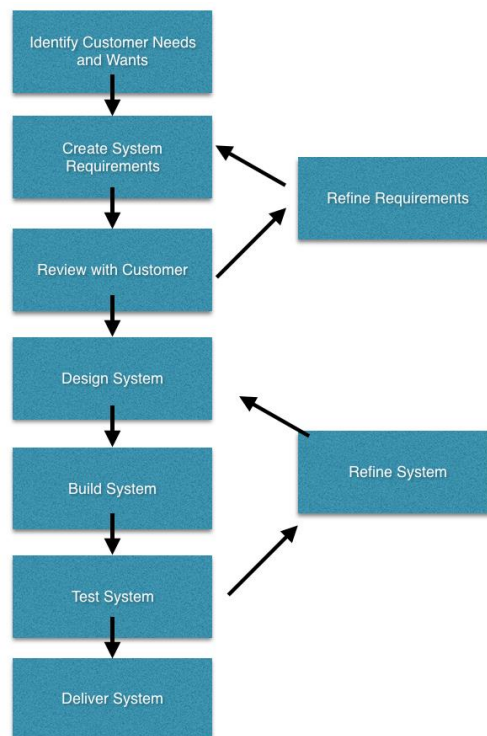 Identify Customer Needs
and Wants
Create System
Requirements
Refine Requirements
Review with Customer
Design System
Refine System
Build System
Test System
Deliver System